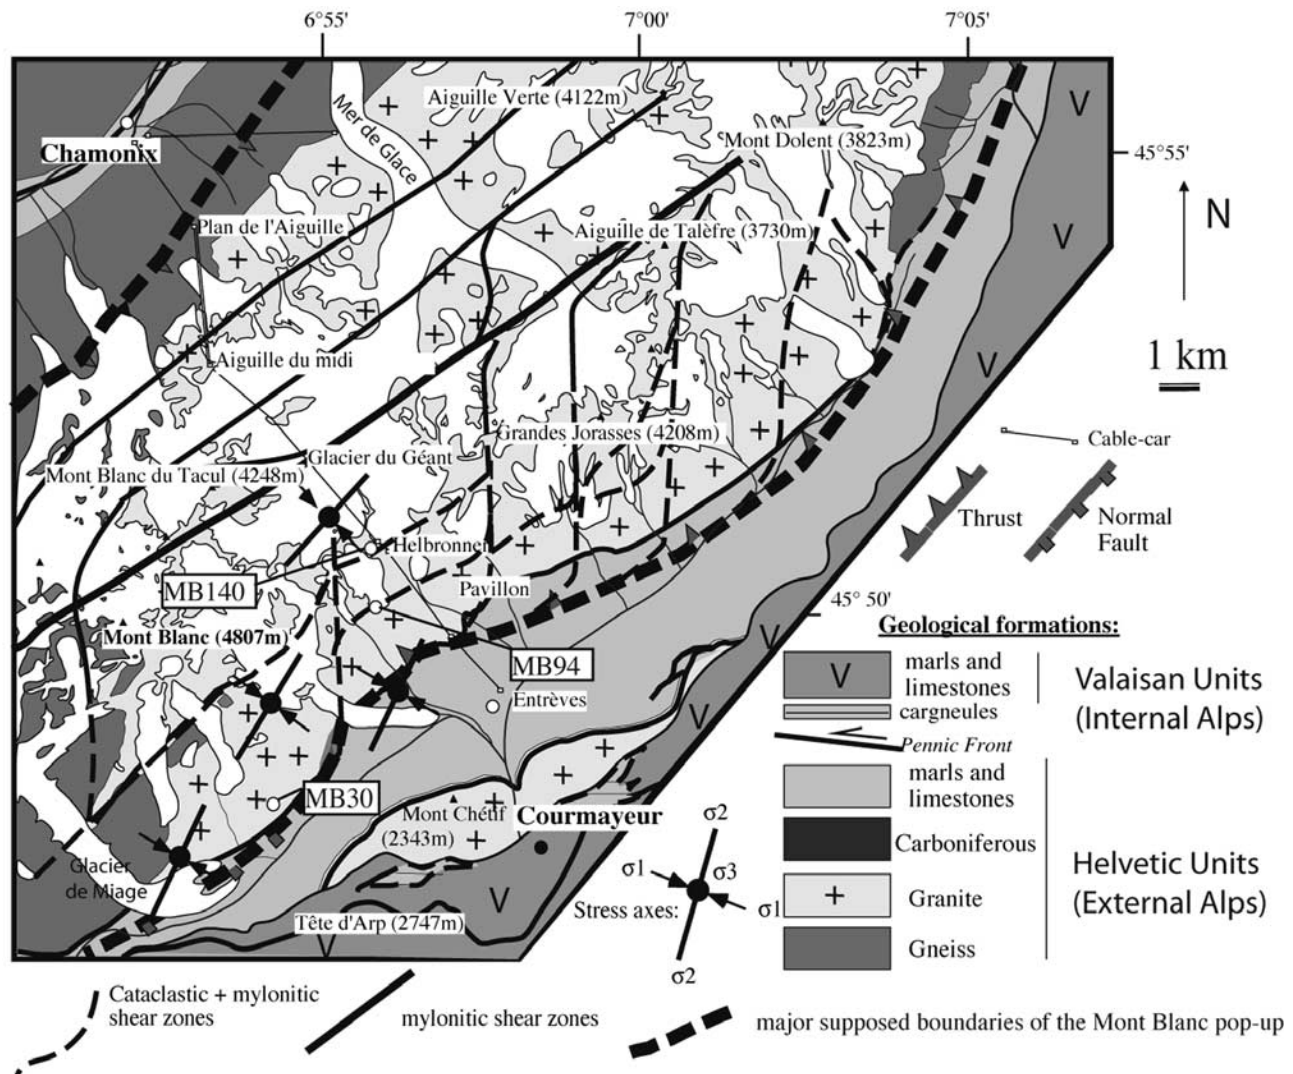 6°55'
7°00'
7°05'
Chamonix
Mer de Glace
Aiguille Verte (4122m)
Mont Dolent (3823m)
45°55'
V
N
Plan de l'Aiguille
Aiguille de Talèfre (3730m)
V
Aiguille du midi
V
1 km
Grandes Jorasses (4208m)
Cable-car
Mont Blanc du Tacul (4248m)
Glacier du Géant
Thrust
Normal
Fault
Helbronner
MB140
Pavillon
45° 50'
Mont Blanc (4807m)
V
Geological formations:
MB94
Entrèves
V
V
marls and
limestones
Valaisan Units
(Internal Alps)
cargneules
Pennic Front
MB30
marls and
limestones
Mont Chétif
(2343m)
Courmayeur
Carboniferous
Helvetic Units
(External Alps)
Glacier
de Miage
σ2
σ1
σ3
σ1
σ2
Stress axes:
V
Granite
Tête d'Arp (2747m)
V
Gneiss
Cataclastic + mylonitic
shear zones
mylonitic shear zones
major supposed boundaries of the Mont Blanc pop-up